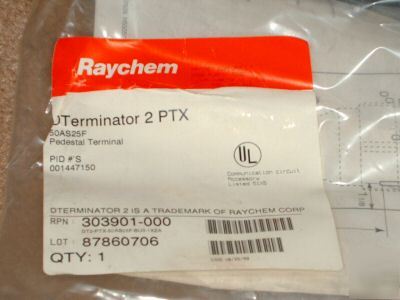 Raychem
DTerminator 2 PTX
50AS25F
Pedestal Terminal
PID #'S
001447150
UL
Communication Circuit
Accessory
Listed
DTERMINATOR 2 IS A TRADEMARK OF RAYCHEM CORP
RPN : 303901-000
LOT : 87860706
QTY: 1